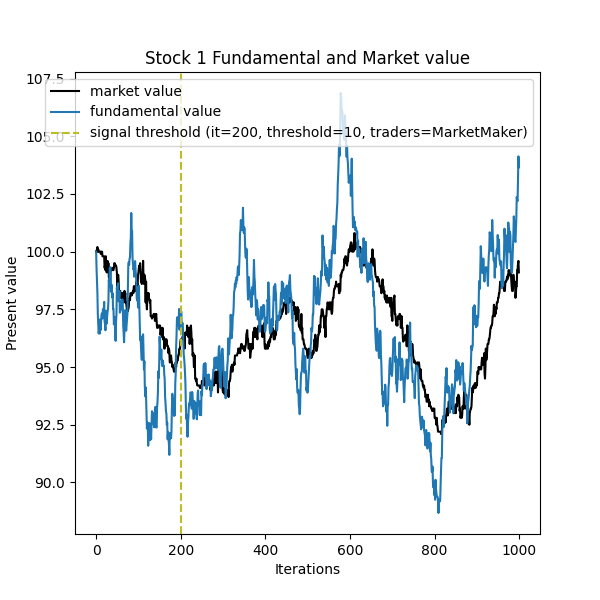 Stock 1 Fundamental and Market value
107.5
market value
fundamental value
105.0
signal threshold (it=200, threshold=10, traders=MarketMaker)
102.5
100.0
97.5
95.0
92.5
90.0
Present value
0 200 400 600 800 1000
Iterations